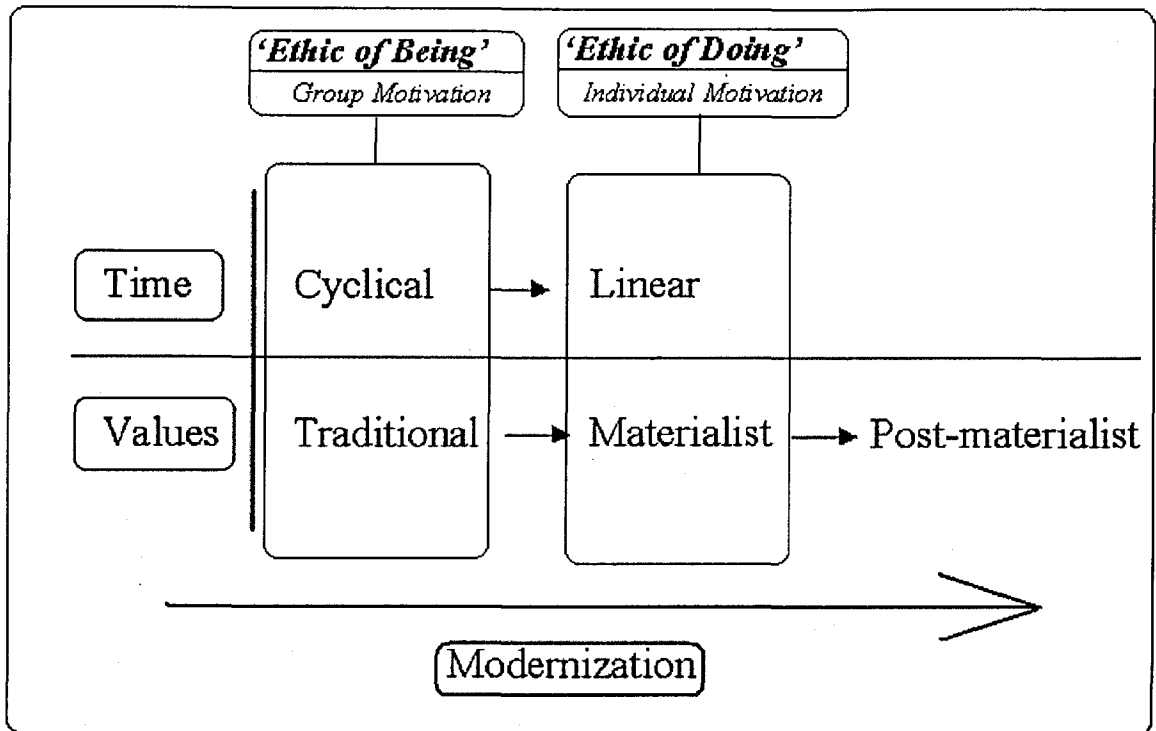 'Ethic of Being'
Group Motivation
'Ethic of Doing'
Individual Motivation
Time
Cyclical
Linear
Values
Traditional
Materialist
Post-materialist
Modernization